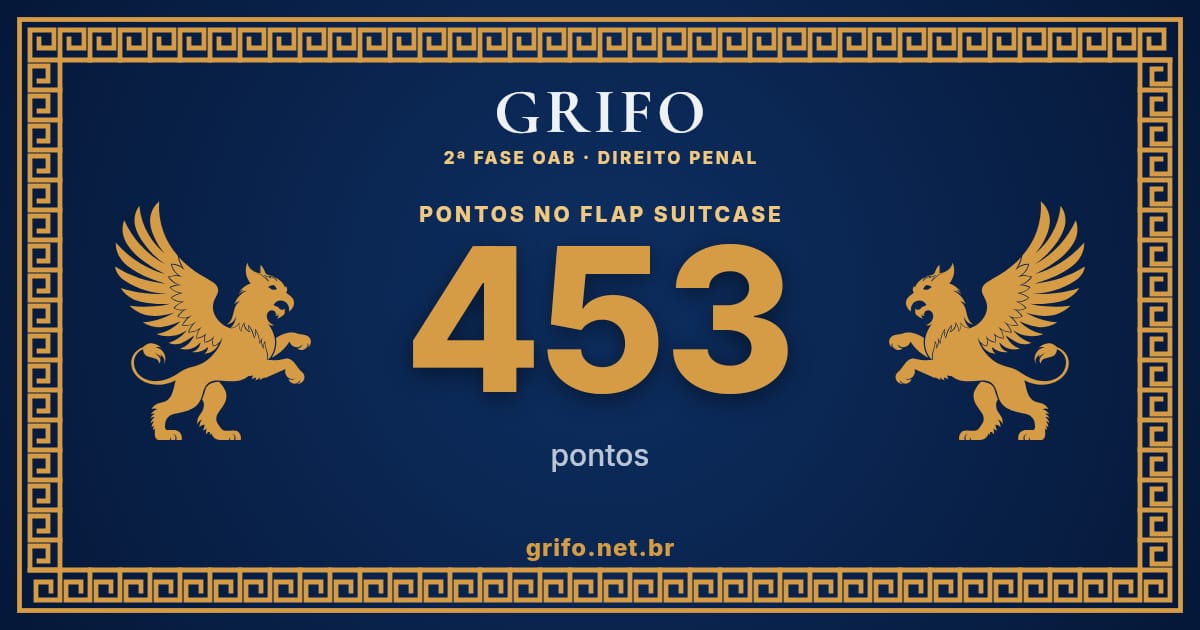 GRIFO
2ª FASE OAB · DIREITO PENAL
PONTOS NO FLAP SUITCASE
453
pontos
grifo.net.br